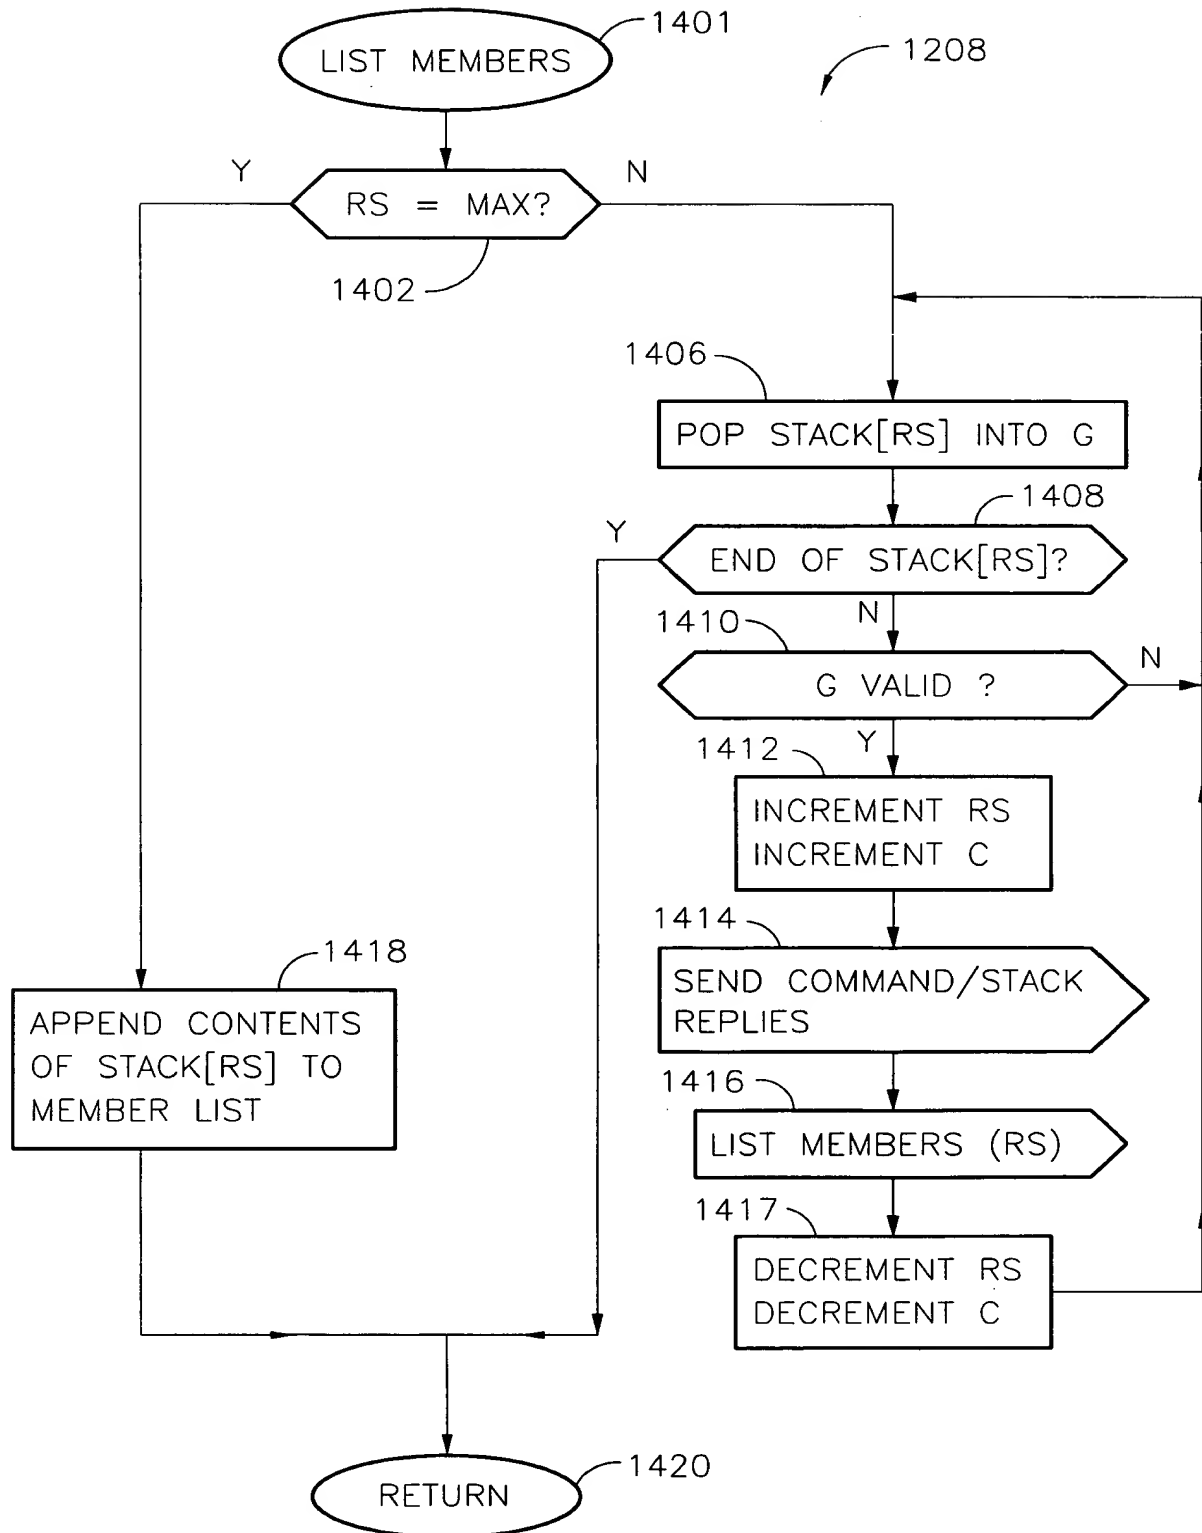 1401
LIST MEMBERS
1208
Y
N
RS = MAX?
1402
1406
POP STACK[RS] INTO G
1408
Y
END OF STACK[RS]?
N
1410
N
G VALID ?
Y
1412
INCREMENT RS
INCREMENT C
1414
SEND COMMAND/STACK
REPLIES
1418
APPEND CONTENTS
OF STACK[RS] TO
MEMBER LIST
1416
LIST MEMBERS (RS)
1417
DECREMENT RS
DECREMENT C
1420
RETURN